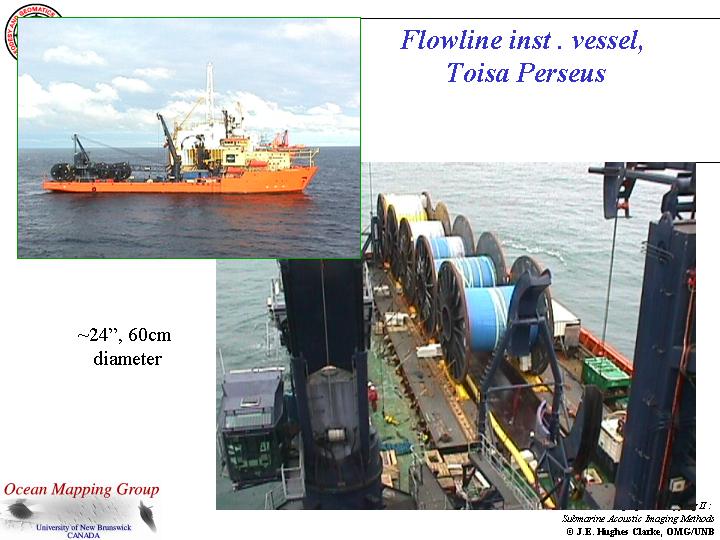 Flowline inst . vessel,
Toisa Perseus
~24”, 60cm
diameter
Ocean Mapping Group
University of New Brunswick
CANADA
II :
Submarine Acoustic Imaging Methods
© J.E. Hughes Clarke, OMG/UNB